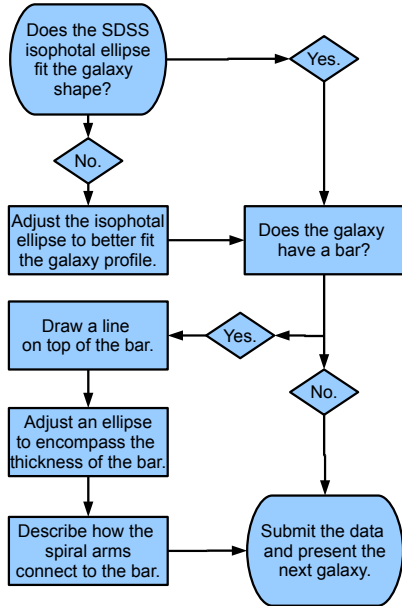 Does the SDSS
isophotal ellipse
fit the galaxy
shape?
Yes.
No.
Adjust the isophotal
ellipse to better fit
the galaxy profile.
Does the galaxy
have a bar?
Draw a line
on top of the bar.
Yes.
No.
Adjust an ellipse
to encompass the
thickness of the bar.
Describe how the
spiral arms
connect to the bar.
Submit the data
and present the
next galaxy.